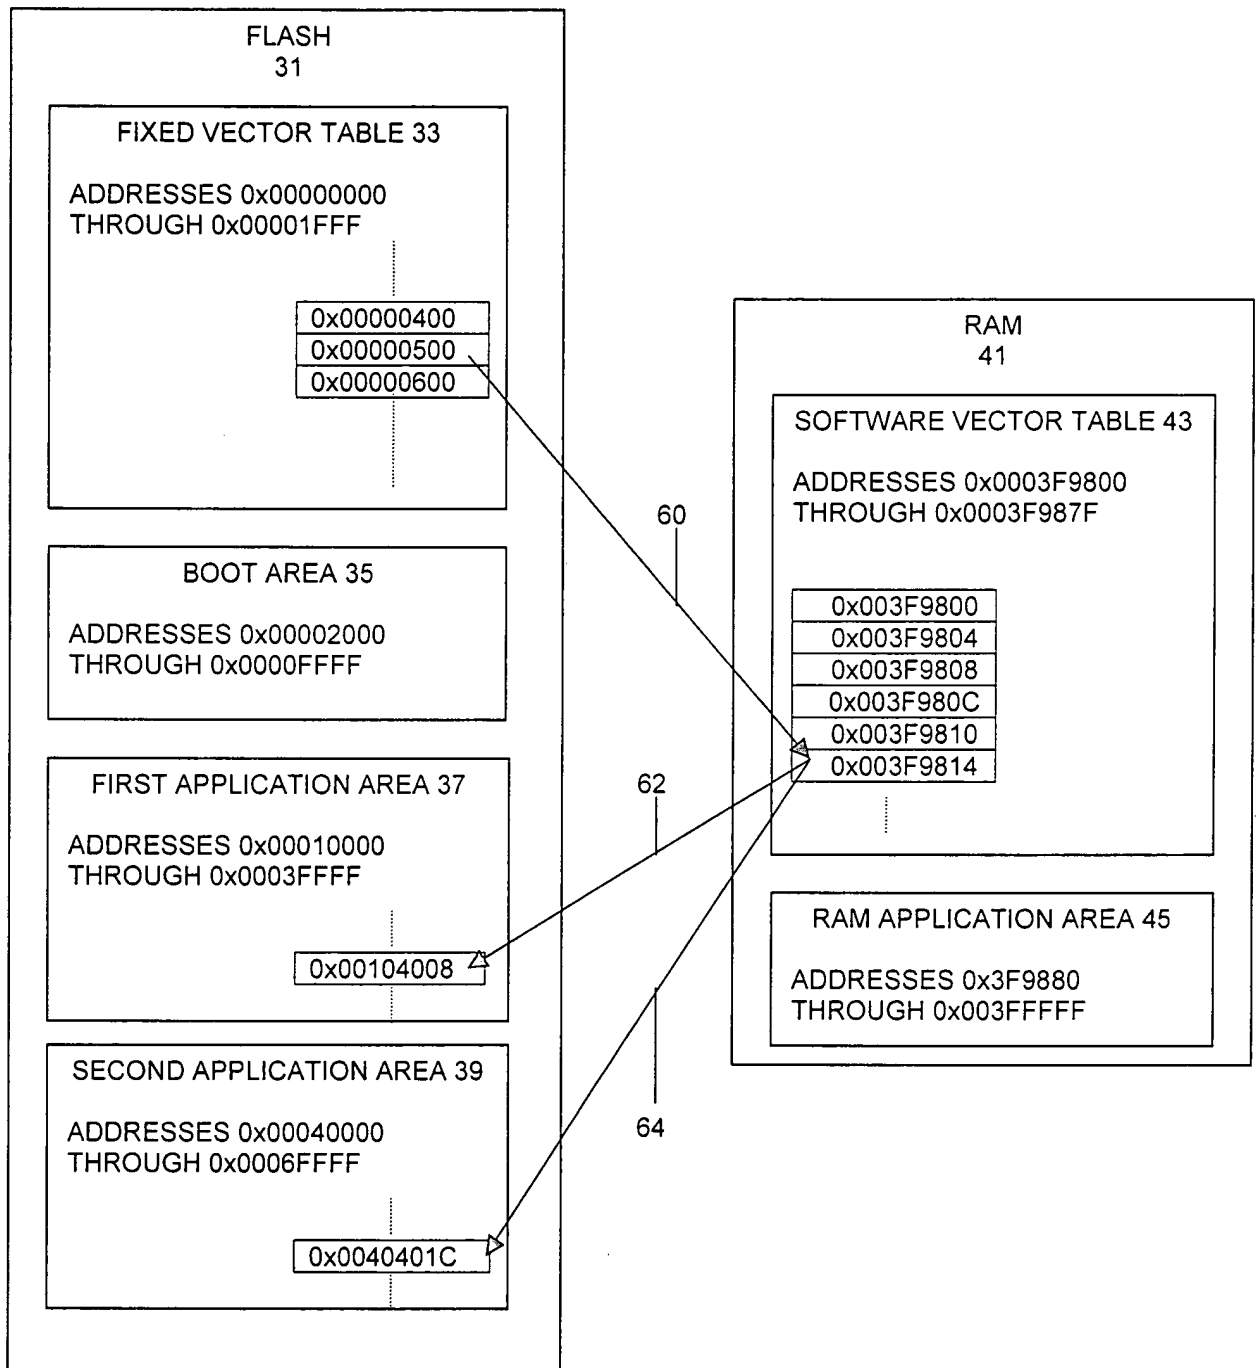 FLASH
31
FIXED VECTOR TABLE 33
ADDRESSES 0x00000000
THROUGH 0x00001FFF
0x00000400
0x00000500
0x00000600
BOOT AREA 35
ADDRESSES 0x00002000
THROUGH 0x0000FFFF
FIRST APPLICATION AREA 37
ADDRESSES 0x00010000
THROUGH 0x0003FFFF
0x00104008
SECOND APPLICATION AREA 39
ADDRESSES 0x00040000
THROUGH 0x0006FFFF
0x0040401C
60
62
64
RAM
41
SOFTWARE VECTOR TABLE 43
ADDRESSES 0x0003F9800
THROUGH 0x0003F987F
0x003F9800
0x003F9804
0x003F9808
0x003F980C
0x003F9810
0x003F9814
RAM APPLICATION AREA 45
ADDRESSES 0x3F9880
THROUGH 0x003FFFFF